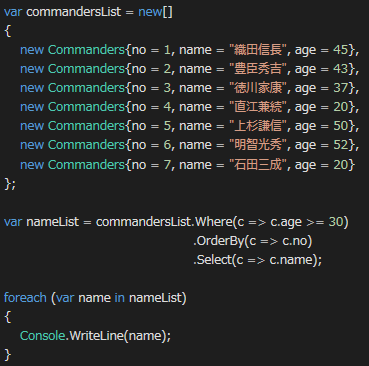 var commandersList = new[]
{
    new Commanders{no = 1, name = "織田信長", age = 45},
    new Commanders{no = 2, name = "豊臣秀吉", age = 43},
    new Commanders{no = 3, name = "徳川家康", age = 37},
    new Commanders{no = 4, name = "直江兼続", age = 20},
    new Commanders{no = 5, name = "上杉謙信", age = 50},
    new Commanders{no = 6, name = "明智光秀", age = 52},
    new Commanders{no = 7, name = "石田三成", age = 20}
};

var nameList = commandersList.Where(c => c.age >= 30)
                             .OrderBy(c => c.no)
                             .Select(c => c.name);

foreach (var name in nameList)
{
    Console.WriteLine(name);
}